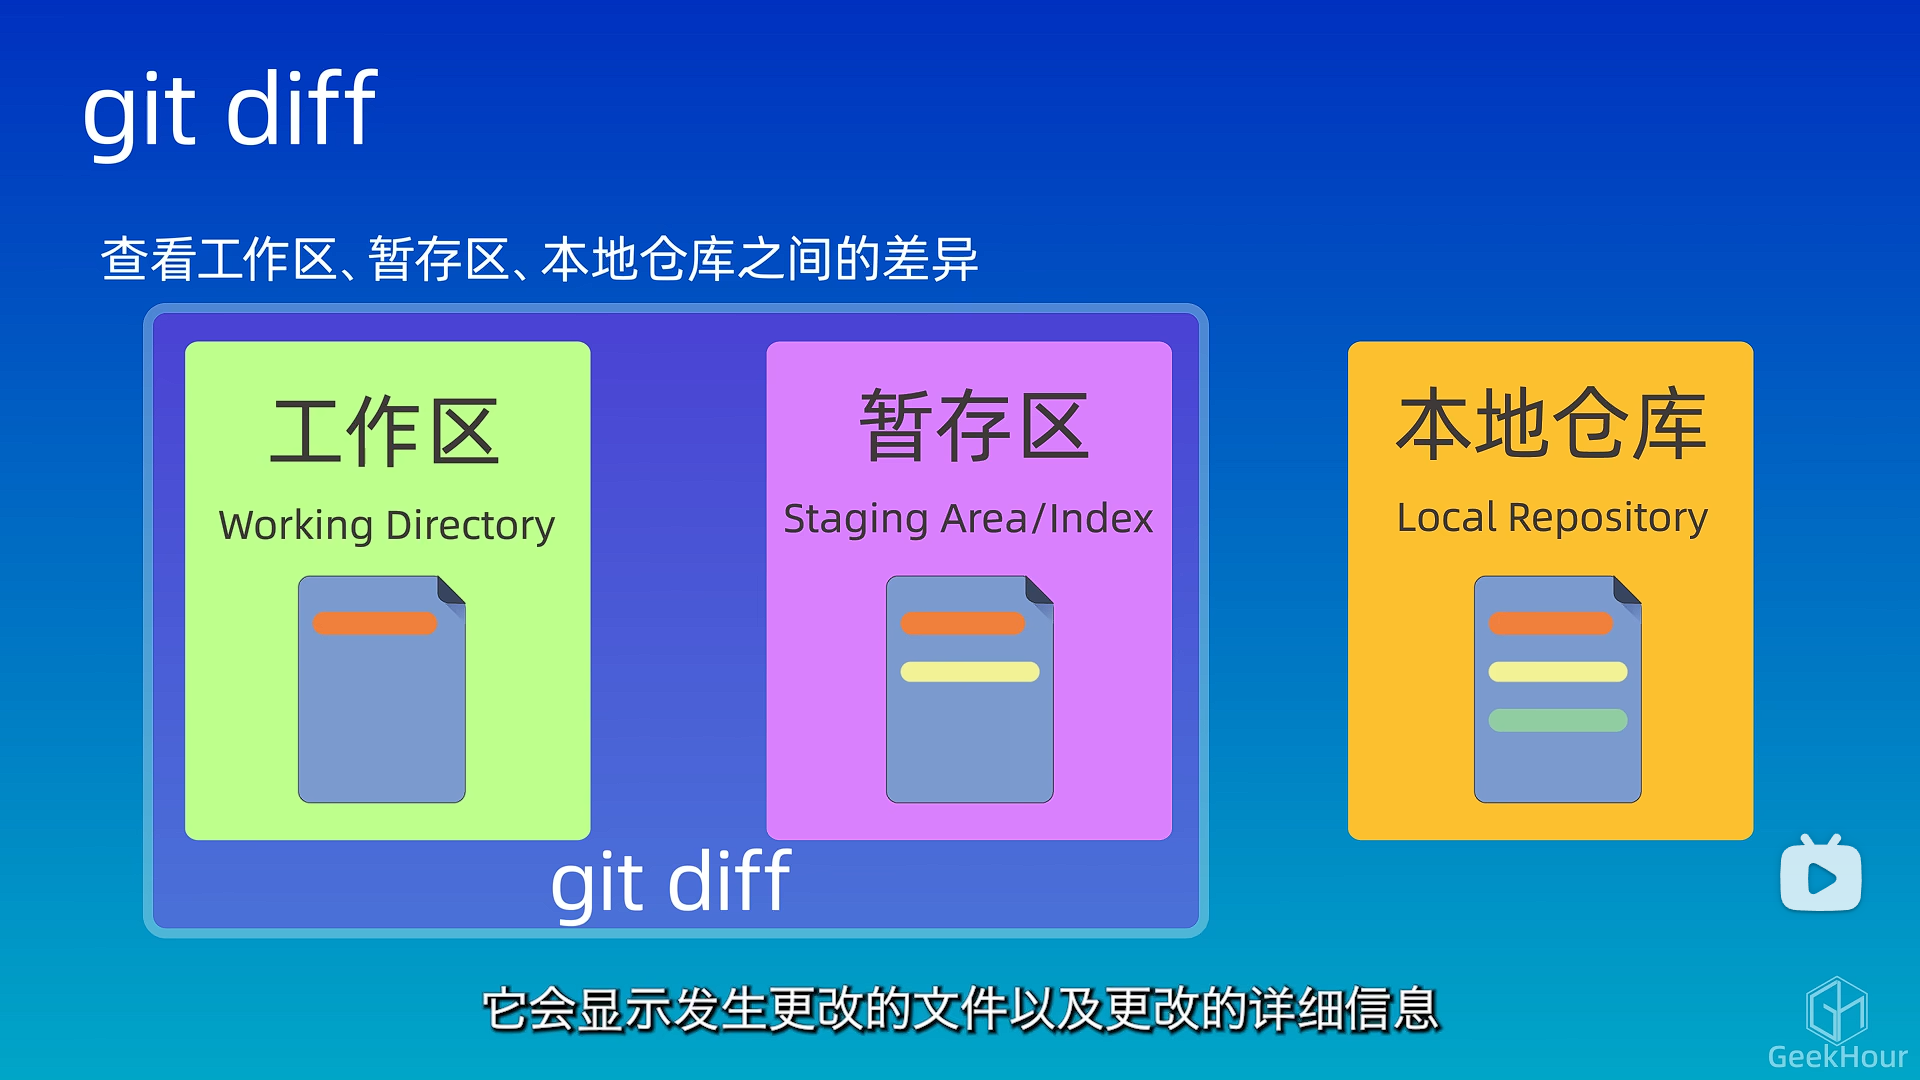 git diff
查看工作区、暂存区、本地仓库之间的差异
工作区
Working Directory
暂存区
Staging Area/Index
本地仓库
Local Repository
git diff
它会显示发生更改的文件以及更改的详细信息
GeekHour